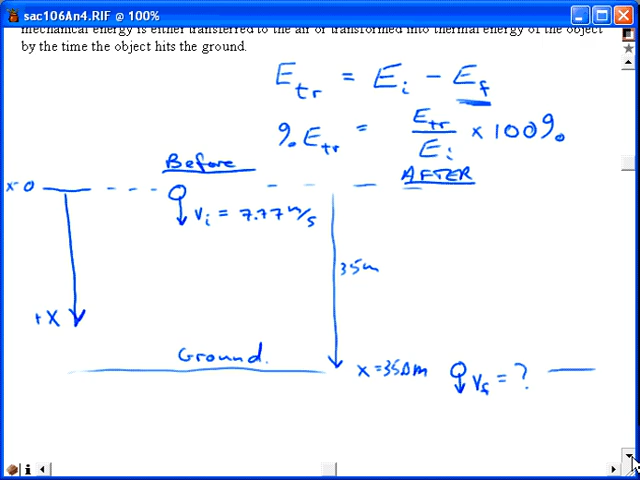 sac106An4.RIF @ 100%
mechanical energy is either transferred to the air or transformed into thermal energy of the object
by the time the object hits the ground.
E_tr = E_i - E_f
% E_tr = E_tr / E_i × 100%
Before
AFTER
x=0
v_i = 7.77 m/s
35m
+X
Ground.
x = 35.0m
v_f = ?